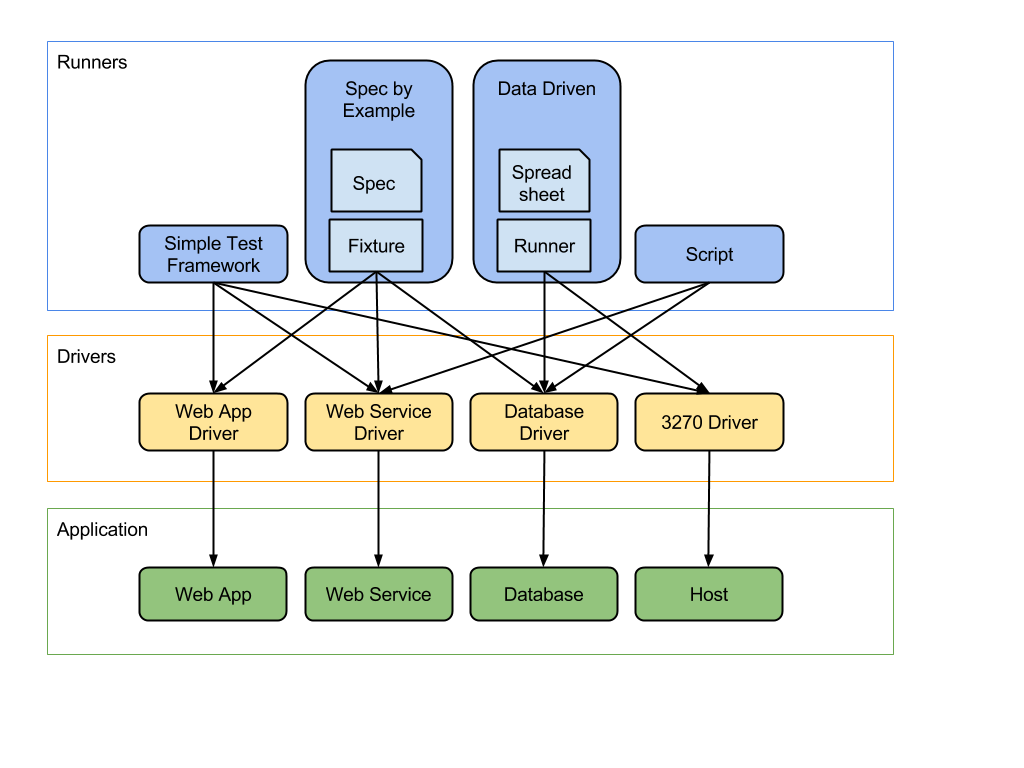 Runners
Spec by
Example
Data Driven
Spec
Spread
sheet
Simple Test
Framework
Fixture
Runner
Script
Drivers
Web App
Driver
Web Service
Driver
Database
Driver
3270 Driver
Application
Web App
Web Service
Database
Host